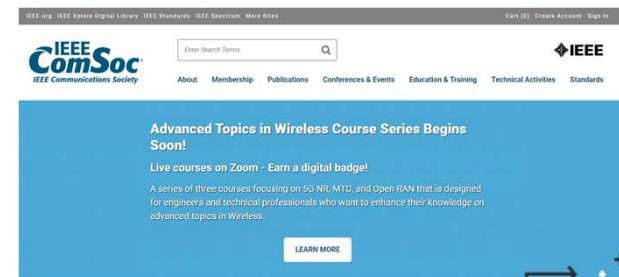 IEEE.org IEEE Xplore Digital Library IEEE Standards IEEE Spectrum More Sites
Cart (0) Create Account Sign In
IEEE
ComSoc
IEEE Communications Society
Enter Search Terms
IEEE
About Membership Publications Conferences & Events Education & Training Technical Activities Standards
Advanced Topics in Wireless Course Series Begins
Soon!
Live courses on Zoom - Earn a digital badge!
A series of three courses focusing on 5G NR, MTC, and Open RAN that is designed
for engineers and technical professionals who want to enhance their knowledge on
advanced topics in Wireless.
LEARN MORE